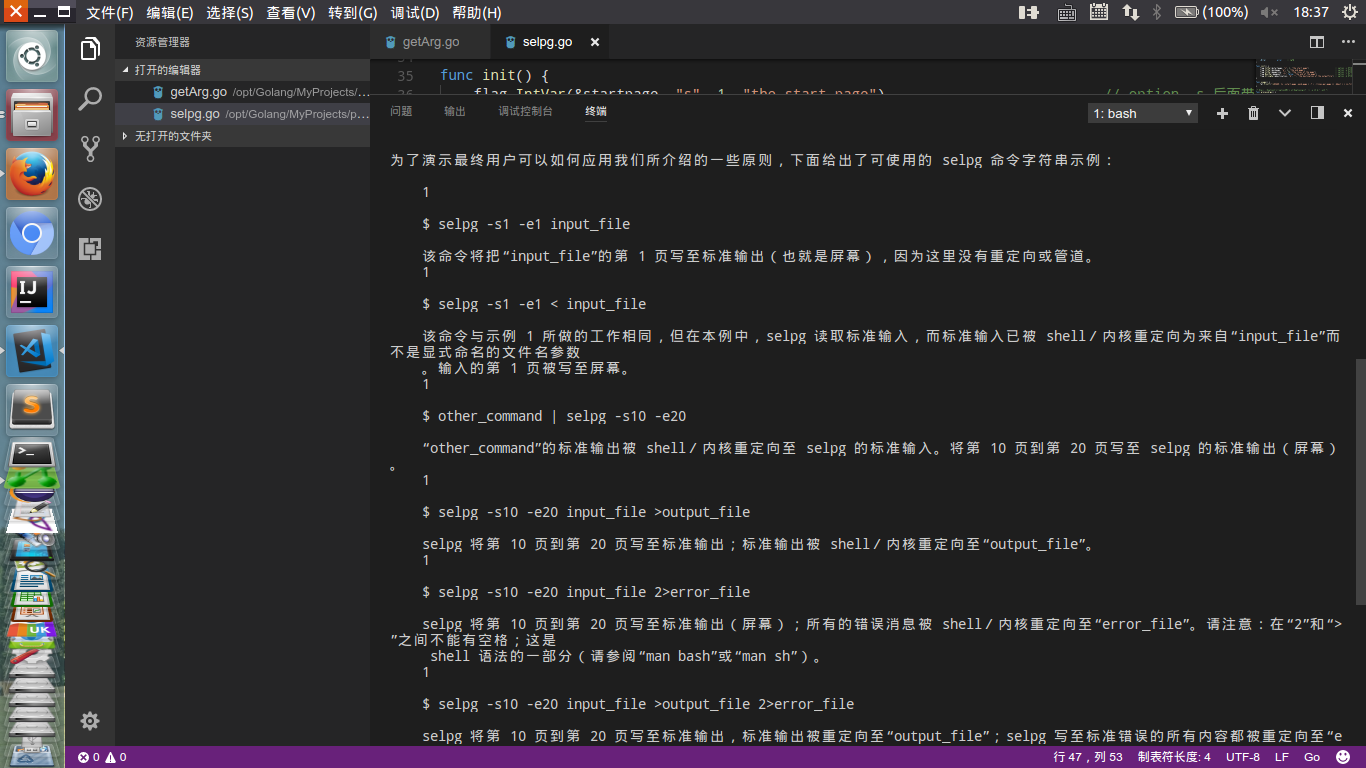 文件(F) 编辑(E) 选择(S) 查看(V) 转到(G) 调试(D) 帮助(H)
(100%) 18:37
资源管理器
getArg.go selpg.go
打开的编辑器
getArg.go /opt/Golang/MyProjects/...
selpg.go /opt/Golang/MyProjects/p...
无打开的文件夹
35 func init() {
问题 输出 调试控制台 终端
1: bash
为了演示最终用户可以如何应用我们所介绍的一些原则，下面给出了可使用的 selpg 命令字符串示例：
1
$ selpg -s1 -e1 input_file
该命令将把“input_file”的第 1 页写至标准输出（也就是屏幕），因为这里没有重定向或管道。
1
$ selpg -s1 -e1 < input_file
该命令与示例 1 所做的工作相同，但在本例中，selpg 读取标准输入，而标准输入已被 shell／内核重定向为来自“input_file”而
不是显式命名的文件名参数
。输入的第 1 页被写至屏幕。
1
$ other_command | selpg -s10 -e20
“other_command”的标准输出被 shell／内核重定向至 selpg 的标准输入。将第 10 页到第 20 页写至 selpg 的标准输出（屏幕）
。
1
$ selpg -s10 -e20 input_file >output_file
selpg 将第 10 页到第 20 页写至标准输出；标准输出被 shell／内核重定向至“output_file”。
1
$ selpg -s10 -e20 input_file 2>error_file
selpg 将第 10 页到第 20 页写至标准输出（屏幕）；所有的错误消息被 shell／内核重定向至“error_file”。请注意：在“2”和“>
”之间不能有空格；这是
shell 语法的一部分（请参阅“man bash”或“man sh”）。
1
$ selpg -s10 -e20 input_file >output_file 2>error_file
selpg 将第 10 页到第 20 页写至标准输出，标准输出被重定向至“output_file”；selpg 写至标准错误的所有内容都被重定向至“e
0 0
行 47，列 53 制表符长度: 4 UTF-8 LF Go